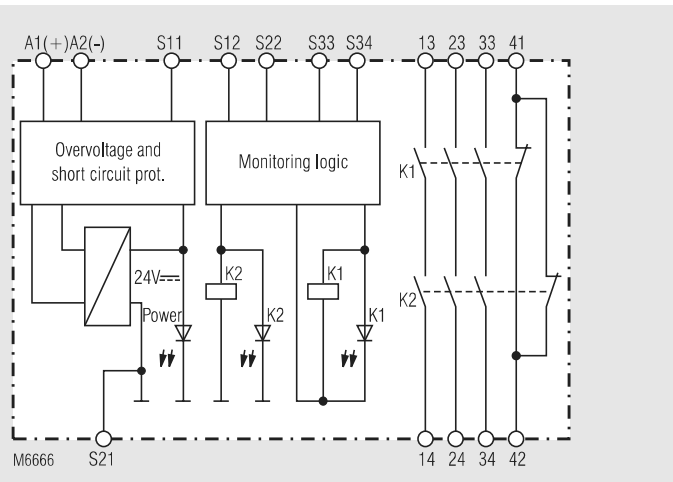 A1(+) A2(-) S11 S12 S22 S33 S34 13 23 33 41
Overvoltage and
short circuit prot.
Monitoring logic
K1
24V
K2
K1
K2
Power
K2
K1
M6666 S21 14 24 34 42